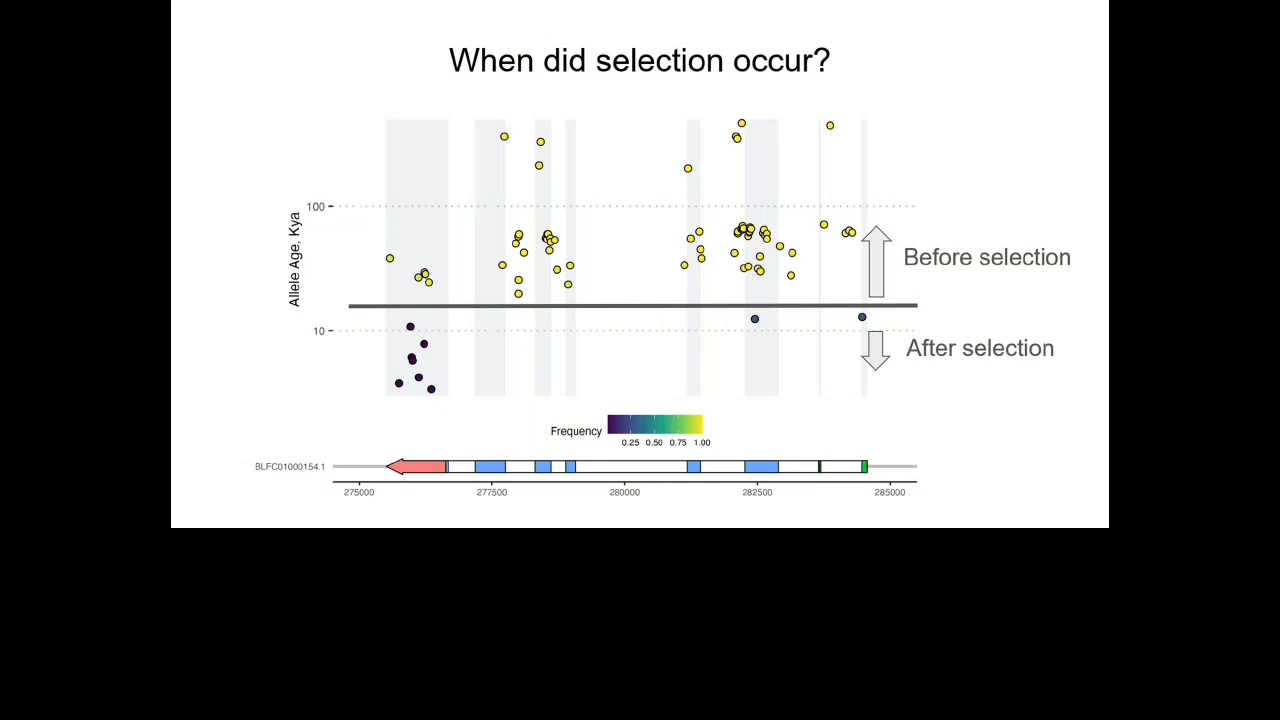 When did selection occur?
Allele Age, Kya
100
10
Before selection
After selection
Frequency
0.25 0.50 0.75 1.00
BLFC01000154.1
275000 277500 280000 282500 285000